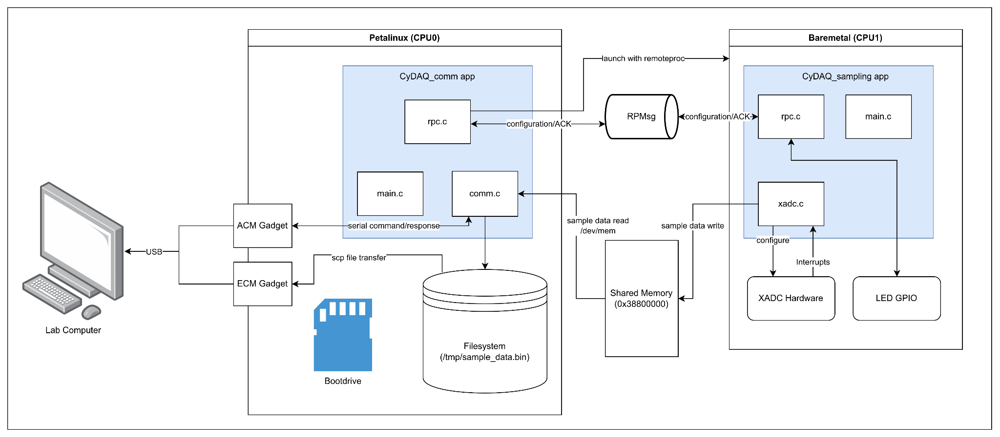 Petalinux (CPU0)
Baremetal (CPU1)
launch with remoteproc
CyDAQ_comm app
CyDAQ_sampling app
rpc.c
configuration/ACK
RPMsg
configuration/ACK
rpc.c
main.c
main.c
comm.c
xadc.c
ACM Gadget
serial command/response
sample data read
/dev/mem
sample data write
configure
Interrupts
USB
scp file transfer
ECM Gadget
Shared Memory
(0x38800000)
XADC Hardware
LED GPIO
Lab Computer
Filesystem
(/tmp/sample_data.bin)
Bootdrive